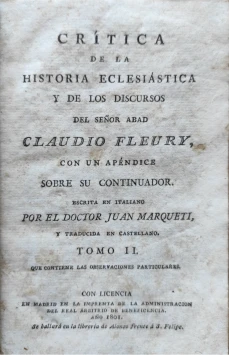 CRÍTICA
DE LA
HISTORIA ECLESIÁSTICA
Y DE LOS DISCURSOS
DEL SEÑOR ABAD
CLAUDIO FLEURY,
CON UN APÉNDICE
SOBRE SU CONTINUADOR.
ESCRITA EN ITALIANO
POR EL DOCTOR JUAN MARQUETI,
Y TRADUCIDA EN CASTELLANO.
TOMO II.
QUE CONTIENE LAS OBSERVACIONES PARTICULARES.
CON LICENCIA
EN MADRID EN LA IMPRENTA DE LA ADMINISTRACION
DEL REAL ARBITRIO DE BENEFICENCIA.
AÑO
Se hallará en la librería de Alonso frente á S. Felipe.